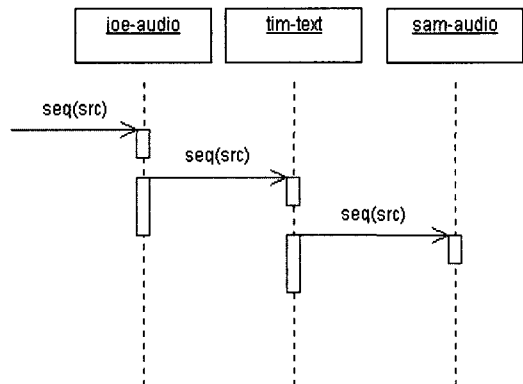 joe-audio
tim-text
sam-audio
seq(src)
seq(src)
seq(src)